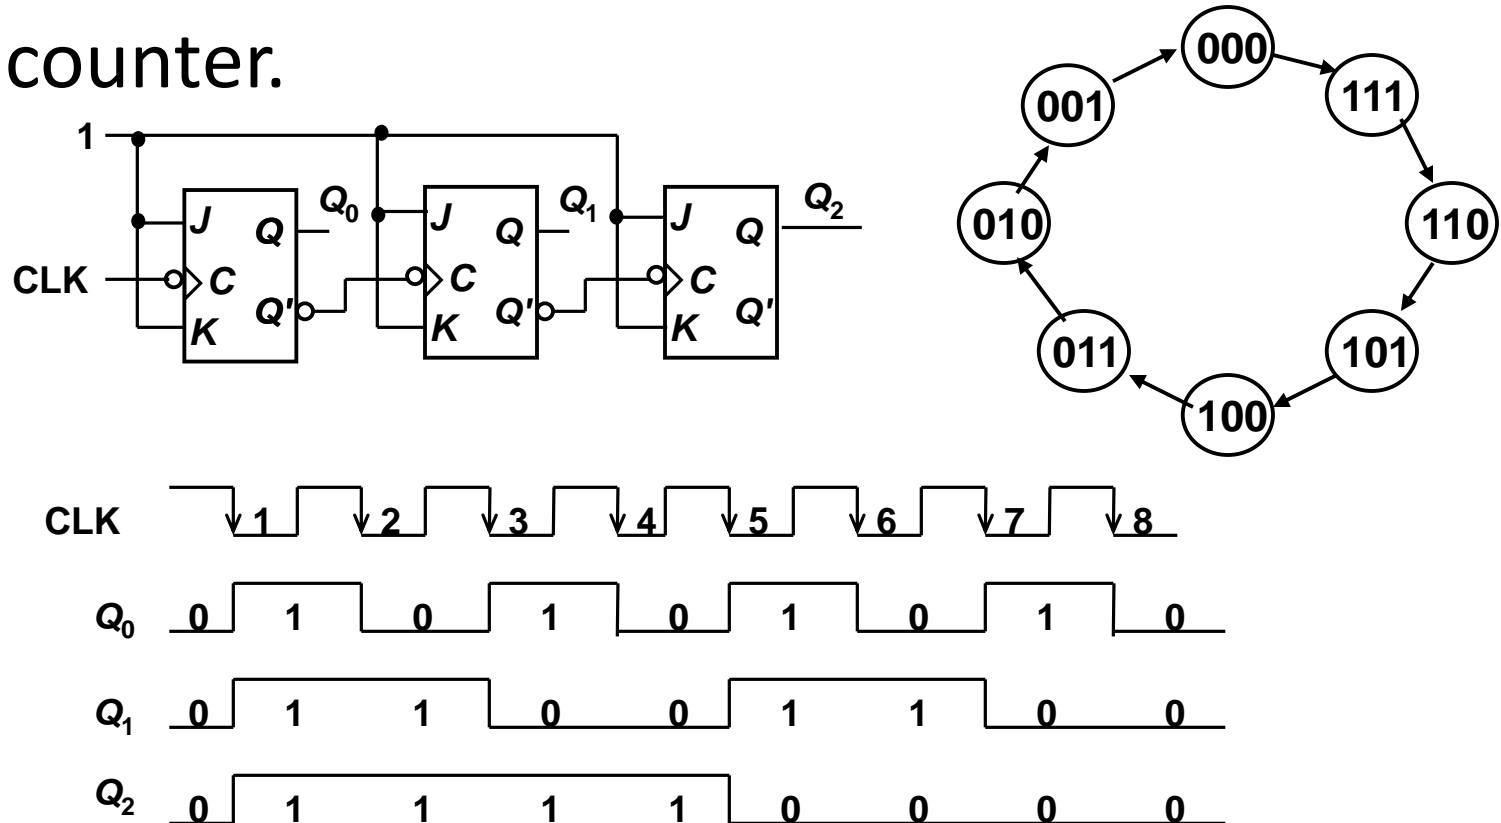 counter.
1
CLK
J
Q
C
Q'
K
Q0
J
Q
C
Q'
K
Q1
J
Q
C
Q'
K
Q2
000
001
111
010
110
011
101
100
CLK 1 2 3 4 5 6 7 8
Q0 0 1 0 1 0 1 0 1 0
Q1 0 1 1 0 0 1 1 0 0
Q2 0 1 1 1 1 0 0 0 0